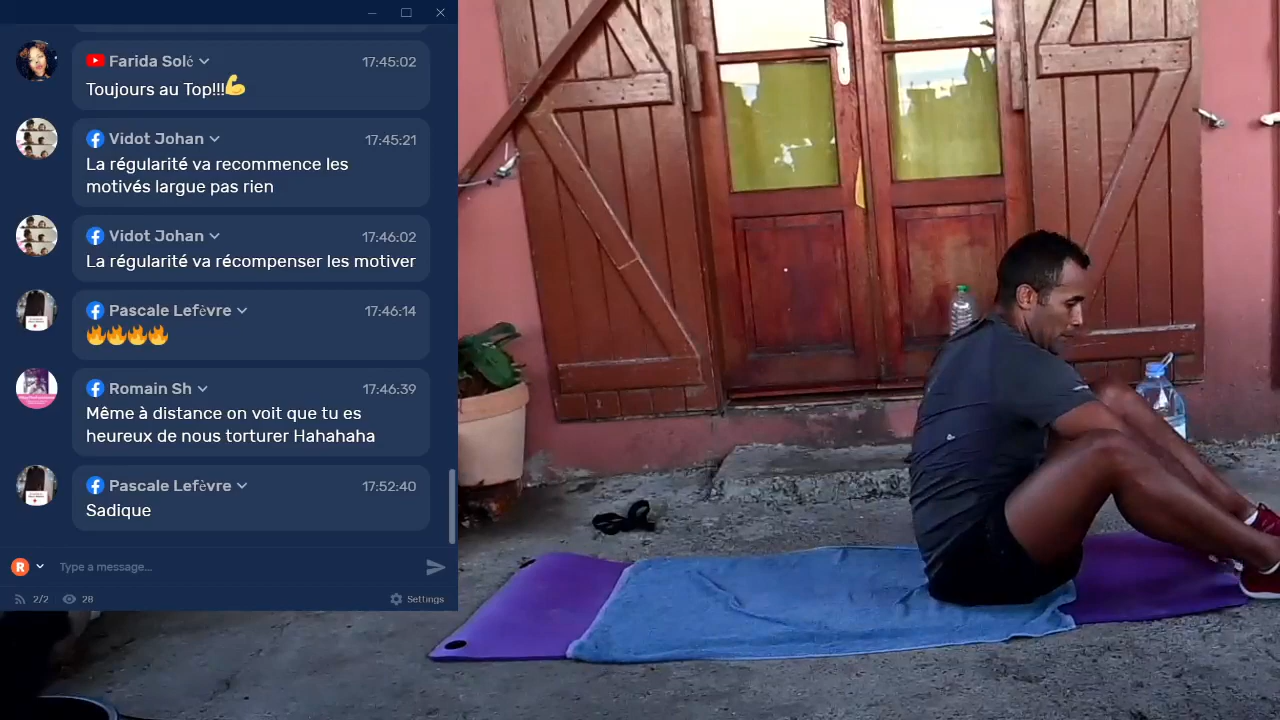 Farida Solé
17:45:02
Toujours au Top!!!💪
Vidot Johan
17:45:21
La régularité va recommence les
motivés largue pas rien
Vidot Johan
17:46:02
La régularité va récompenser les motiver
Pascale Lefèvre
17:46:14
🔥🔥🔥🔥
Romain Sh
17:46:39
Même à distance on voit que tu es
heureux de nous torturer Hahahaha
Pascale Lefèvre
17:52:40
Sadique
R
Type a message...
2/2
28
Settings